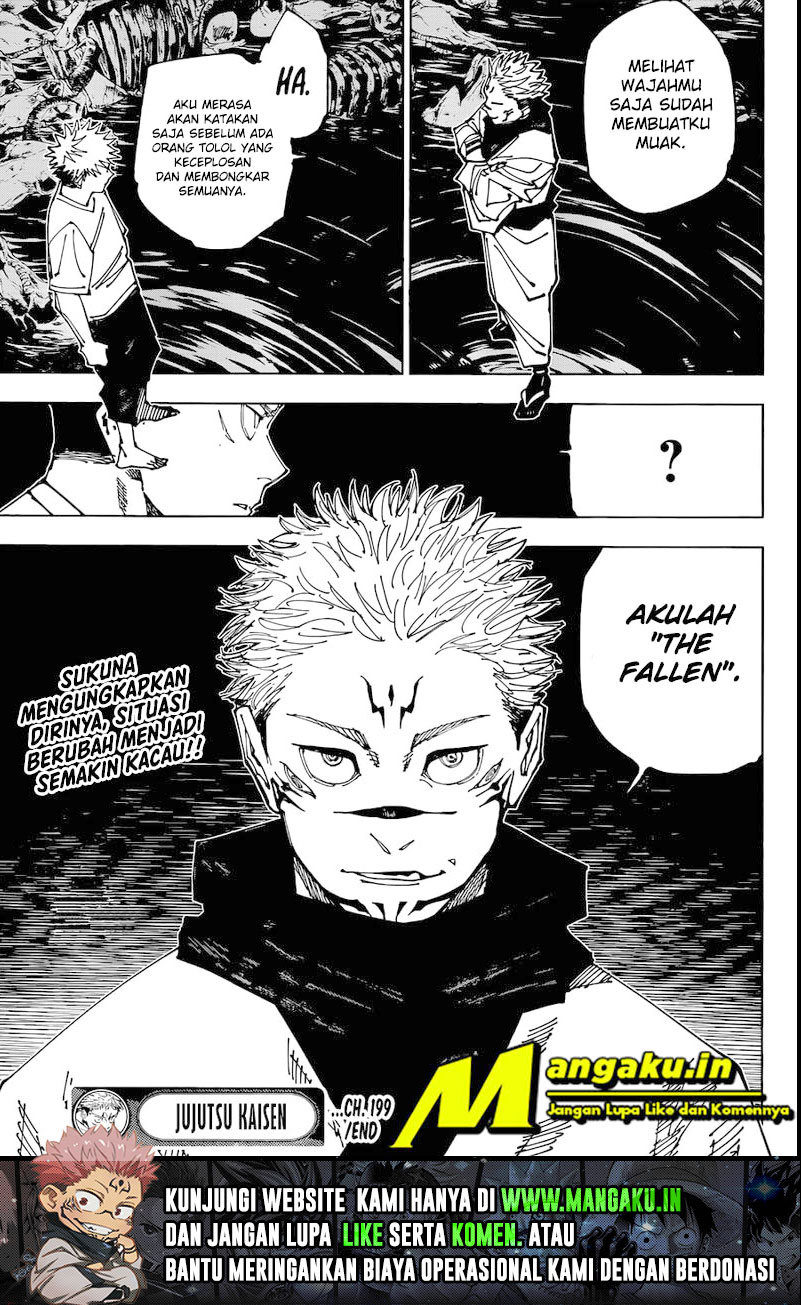 MELIHAT
WAJAHMU
SAJA SUDAH
MEMBUATKU
MUAK.
HA.
AKU MERASA
AKAN KATAKAN
SAJA SEBELUM ADA
ORANG TOLOL YANG
KECEPLOSAN
DAN MEMBONGKAR
SEMUANYA.
?
AKULAH
"THE
FALLEN".
SUKUNA
MENGUNGKAPKAN
DIRINYA, SITUASI
BERUBAH MENJADI
SEMAKIN KACAU!!
JUJUTSU KAISEN
...CH. 199
/END
Mangaku.in
Jangan Lupa Like dan Komennya
KUNJUNGI WEBSITE KAMI HANYA DI WWW.MANGAKU.IN
DAN JANGAN LUPA LIKE SERTA KOMEN. ATAU
BANTU MERINGANKAN BIAYA OPERASIONAL KAMI DENGAN BERDONASI